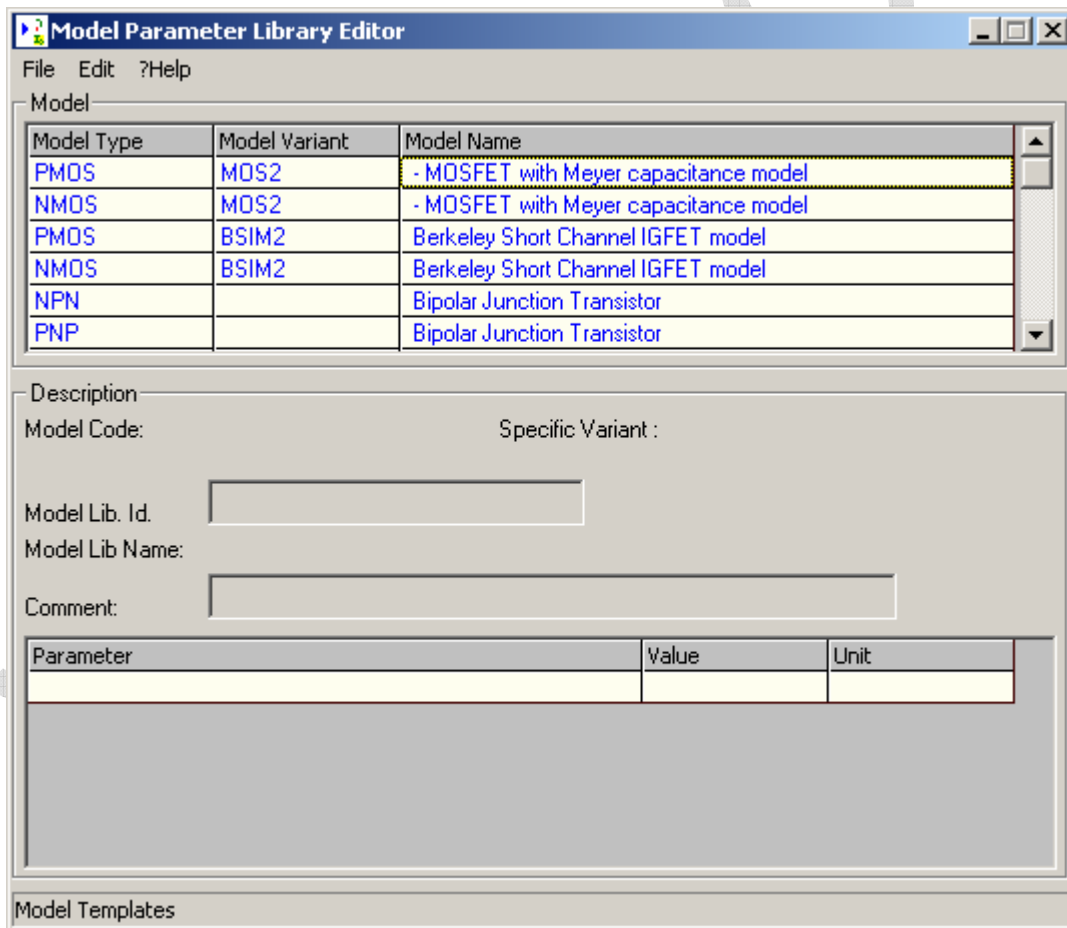 Model Parameter Library Editor
File Edit ?Help
Model
Model Type Model Variant Model Name
PMOS MOS2 - MOSFET with Meyer capacitance model
NMOS MOS2 - MOSFET with Meyer capacitance model
PMOS BSIM2 Berkeley Short Channel IGFET model
NMOS BSIM2 Berkeley Short Channel IGFET model
NPN Bipolar Junction Transistor
PNP Bipolar Junction Transistor
Description
Model Code: Specific Variant :
Model Lib. Id.
Model Lib Name:
Comment:
Parameter Value Unit
Model Templates